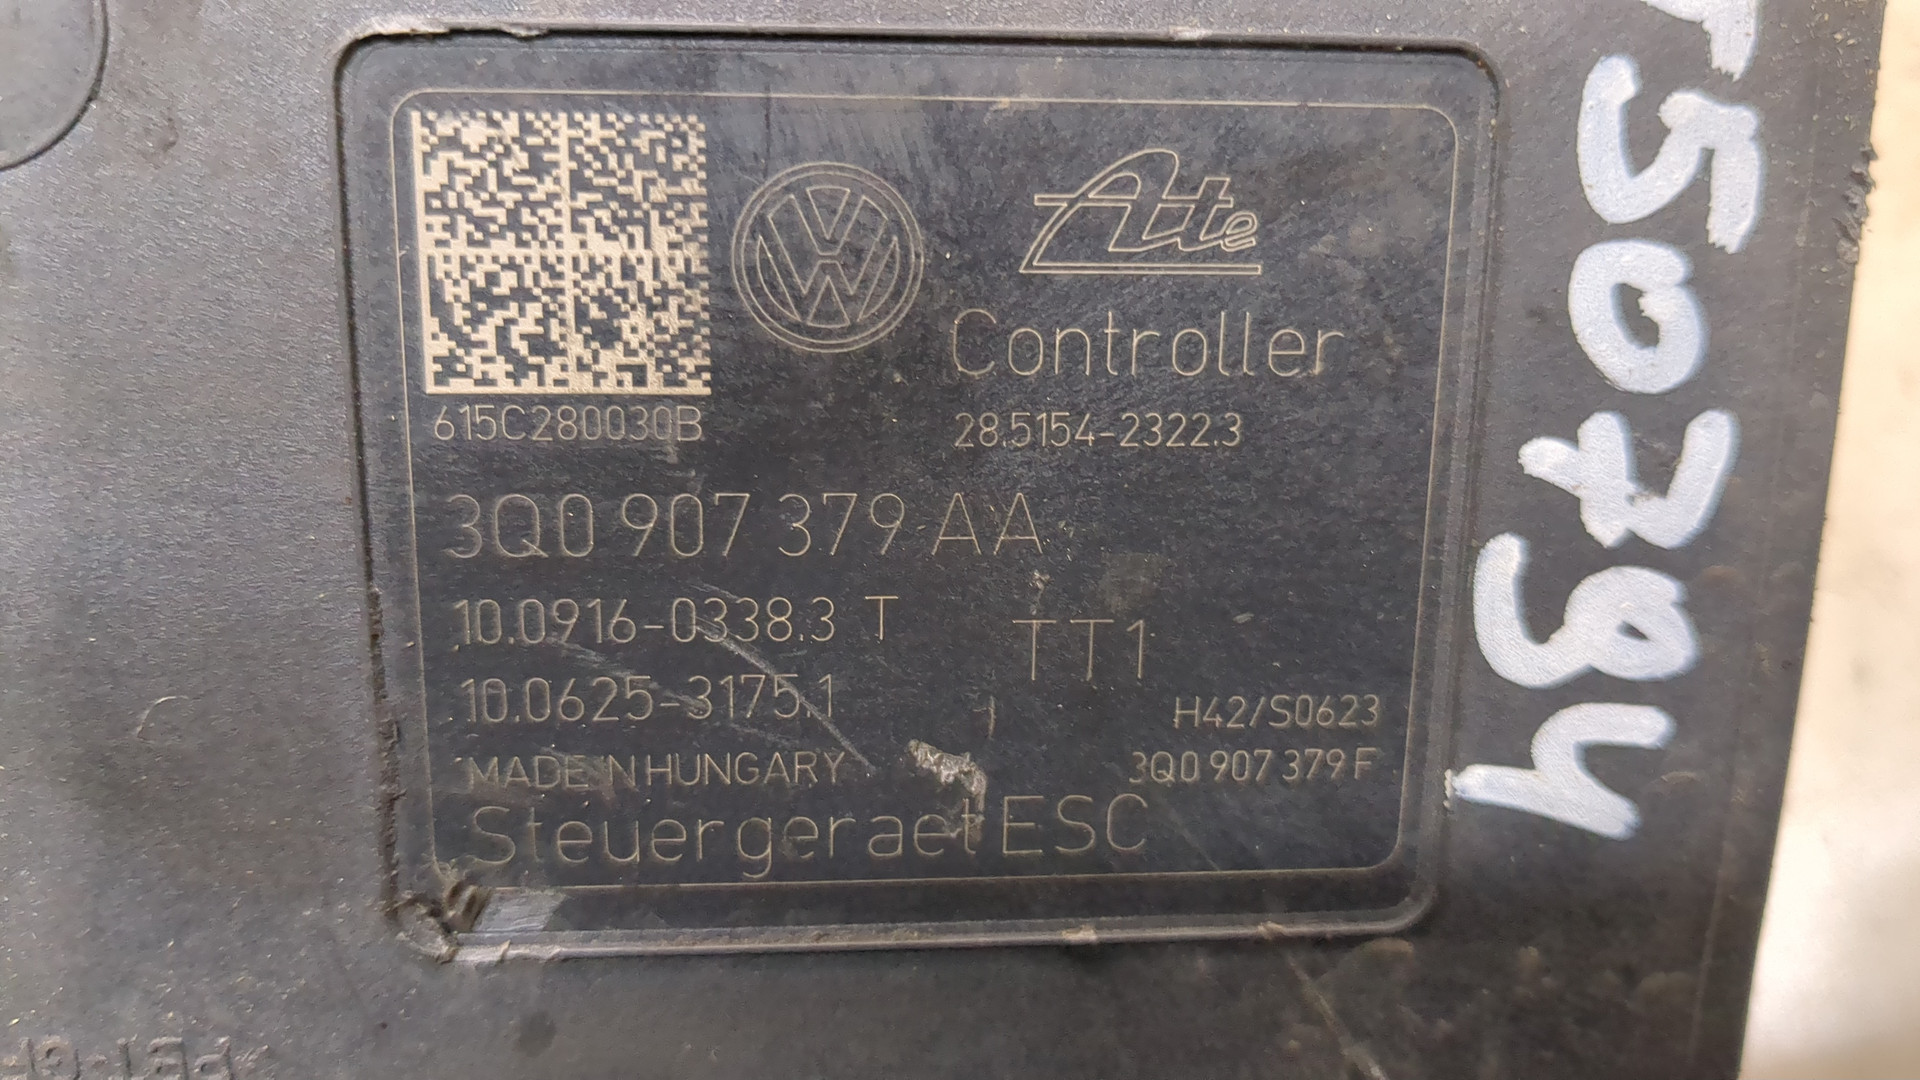 Ate
Controller
615C280030B
28.5154-2322.3
3Q0 907 379 AA
10.0916-0338.3 T
TT1
10.0625-3175.1
H42/S0623
MADE IN HUNGARY
3Q0 907 379 F
Steuergeraet ESC